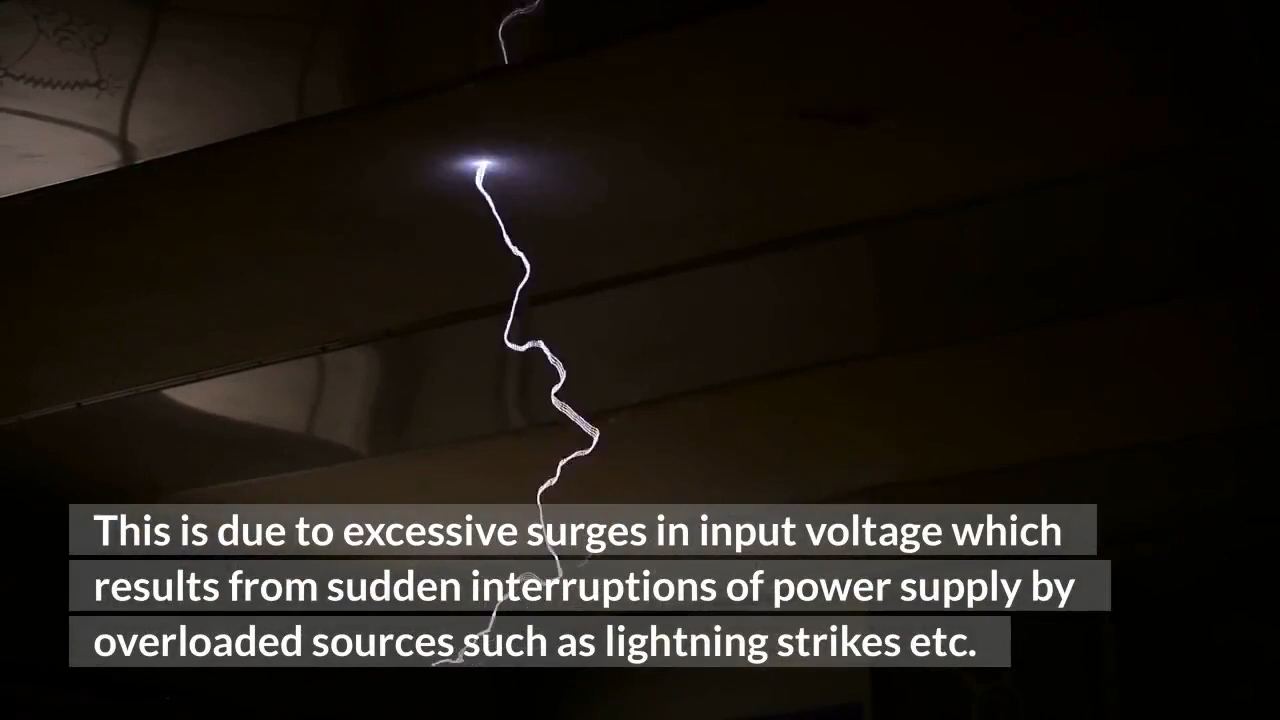 This is due to excessive surges in input voltage which
results from sudden interruptions of power supply by
overloaded sources such as lightning strikes etc.